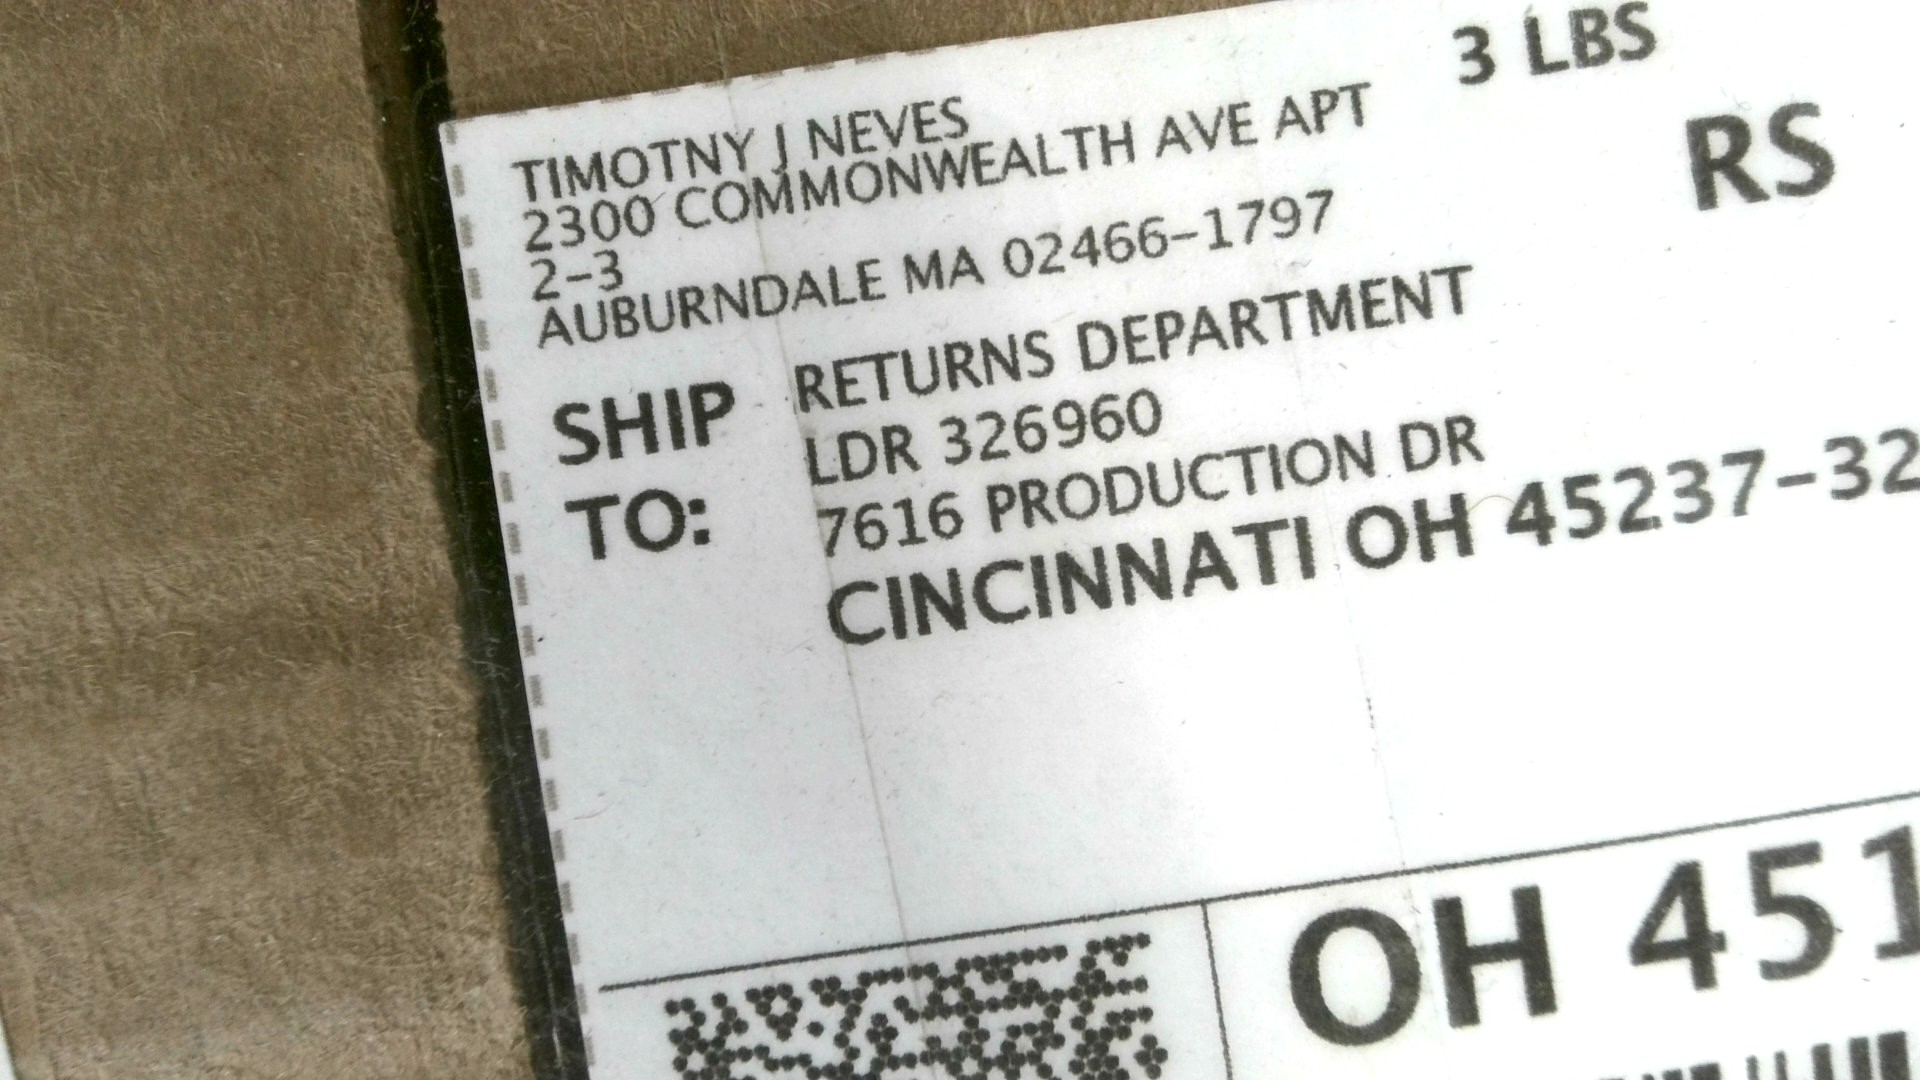 3 LBS
RS
TIMOTNY J NEVES
2300 COMMONWEALTH AVE APT
2-3
AUBURNDALE MA 02466-1797
SHIP
TO:
RETURNS DEPARTMENT
LDR 326960
7616 PRODUCTION DR
CINCINNATI OH 45237-32
OH 451